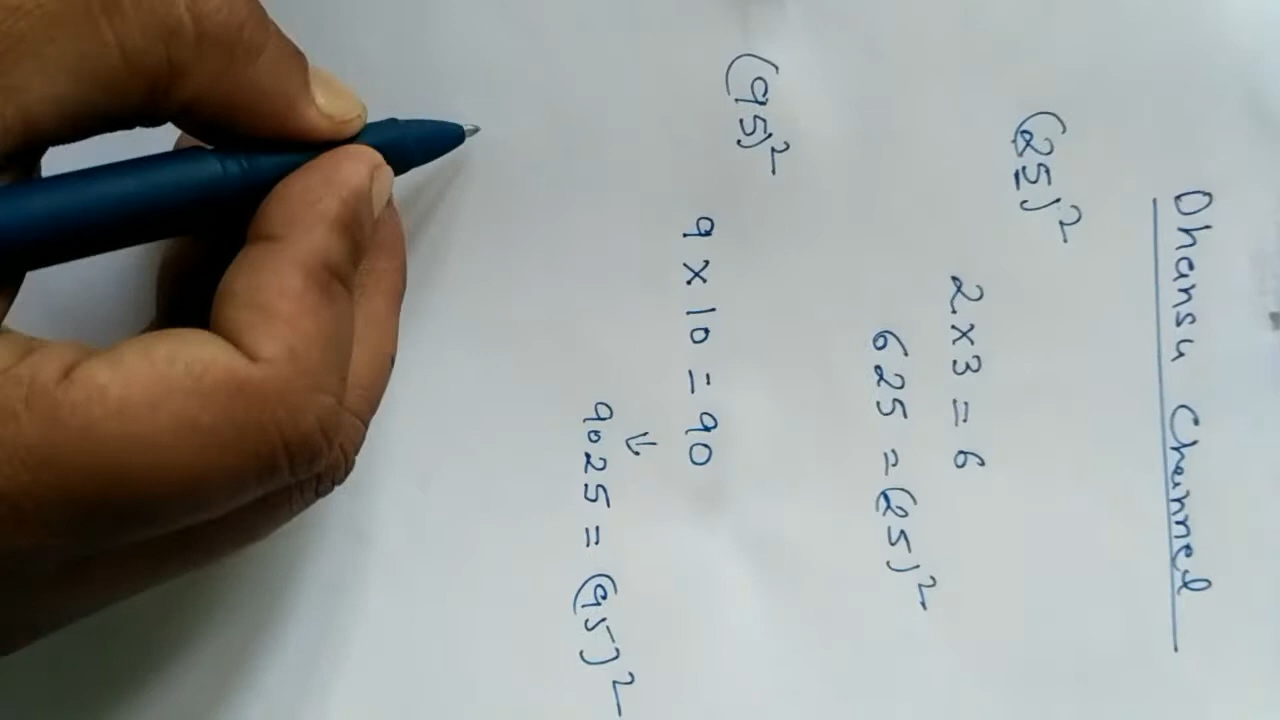 Dhansu Channel
(25)²
2 × 3 = 6
625 = (25)²
(95)²
9 × 10 = 90
↓
9025 = (95)²